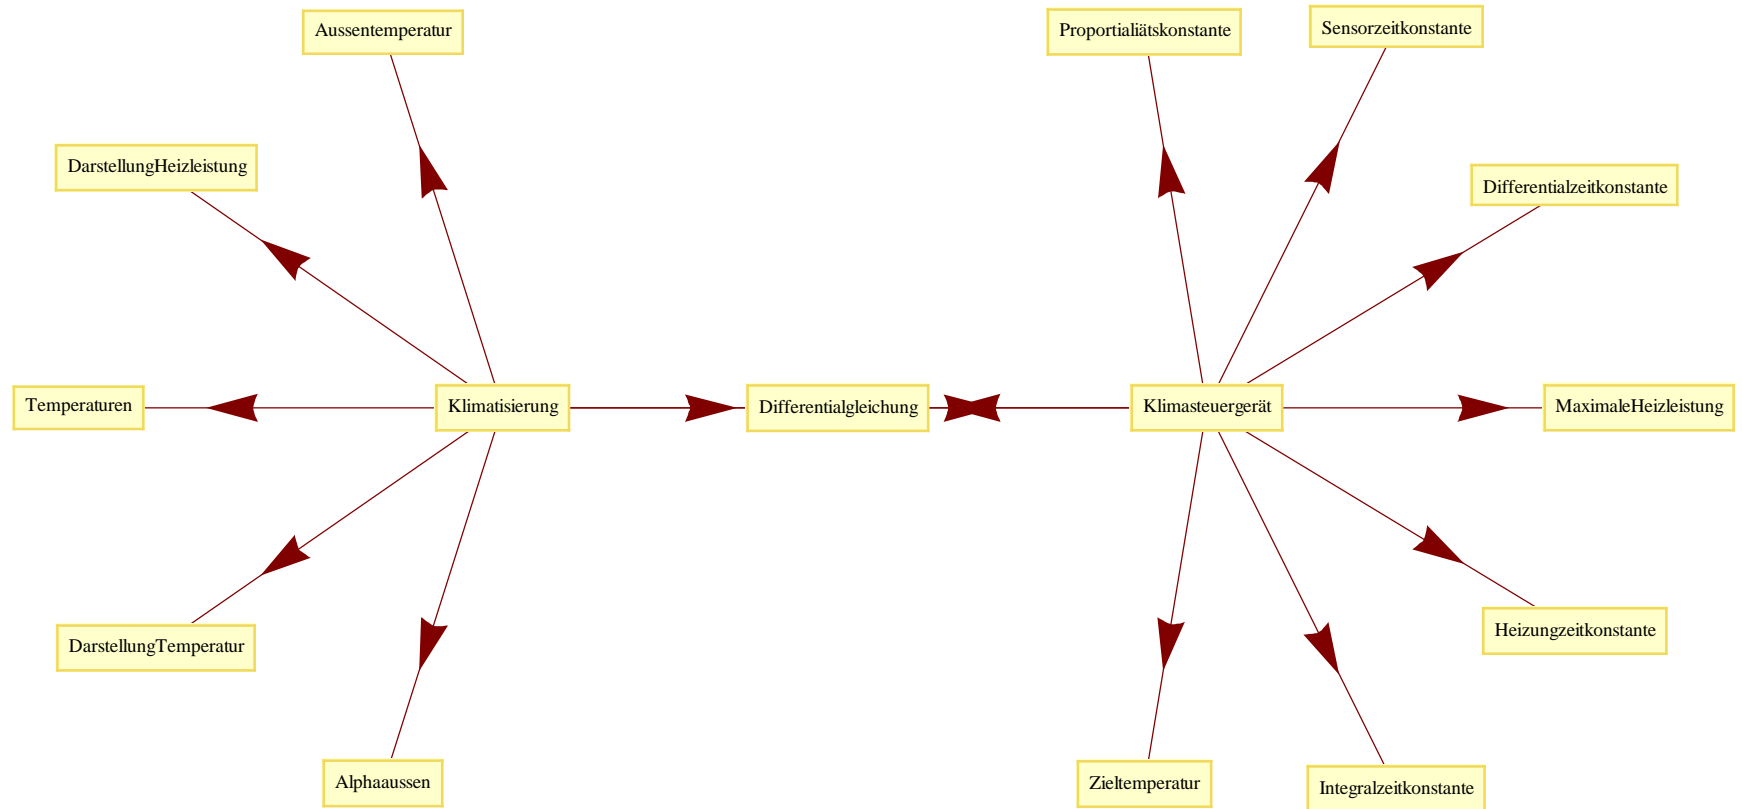 Aussentemperatur
Proportialiätskonstante
Sensorzeitkonstante
DarstellungHeizleistung
Differentialzeitkonstante
Temperaturen
Klimatisierung
Differentialgleichung
Klimasteuergerät
MaximaleHeizleistung
DarstellungTemperatur
Heizungzeitkonstante
Alphaaussen
Zieltemperatur
Integralzeitkonstante